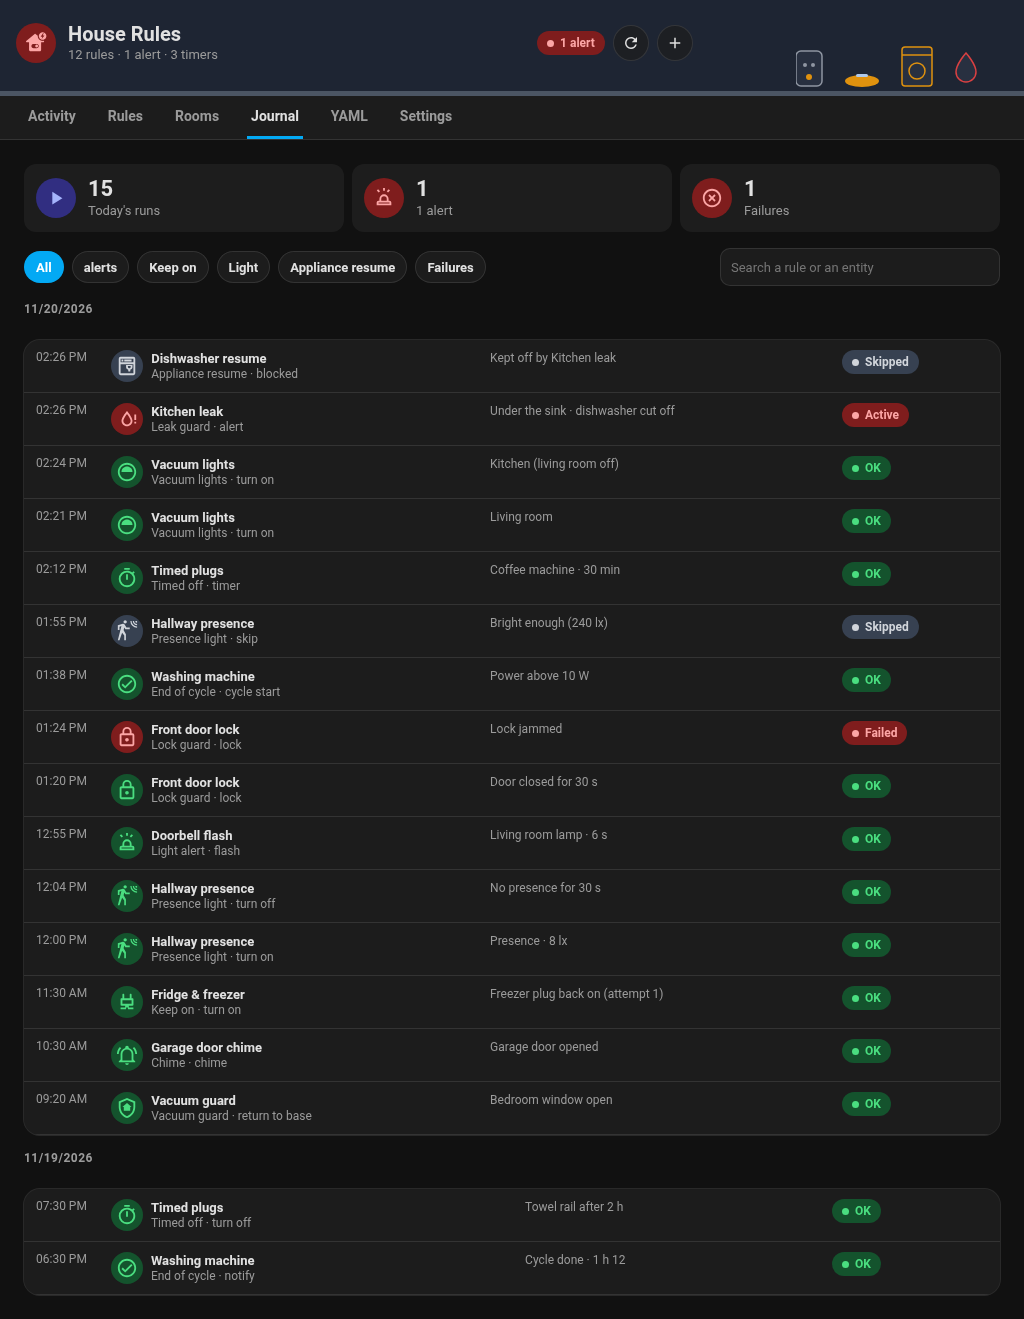 House Rules
12 rules · 1 alert · 3 timers
1 alert
Activity
Rules
Rooms
Journal
YAML
Settings
15
Today's runs
1
1 alert
1
Failures
All
alerts
Keep on
Light
Appliance resume
Failures
Search a rule or an entity
11/20/2026
02:26 PM
Dishwasher resume
Appliance resume · blocked
Kept off by Kitchen leak
Skipped
02:26 PM
Kitchen leak
Leak guard · alert
Under the sink · dishwasher cut off
Active
02:24 PM
Vacuum lights
Vacuum lights · turn on
Kitchen (living room off)
OK
02:21 PM
Vacuum lights
Vacuum lights · turn on
Living room
OK
02:12 PM
Timed plugs
Timed off · timer
Coffee machine · 30 min
OK
01:55 PM
Hallway presence
Presence light · skip
Bright enough (240 lx)
Skipped
01:38 PM
Washing machine
End of cycle · cycle start
Power above 10 W
OK
01:24 PM
Front door lock
Lock guard · lock
Lock jammed
Failed
01:20 PM
Front door lock
Lock guard · lock
Door closed for 30 s
OK
12:55 PM
Doorbell flash
Light alert · flash
Living room lamp · 6 s
OK
12:04 PM
Hallway presence
Presence light · turn off
No presence for 30 s
OK
12:00 PM
Hallway presence
Presence light · turn on
Presence · 8 lx
OK
11:30 AM
Fridge & freezer
Keep on · turn on
Freezer plug back on (attempt 1)
OK
10:30 AM
Garage door chime
Chime · chime
Garage door opened
OK
09:20 AM
Vacuum guard
Vacuum guard · return to base
Bedroom window open
OK
11/19/2026
07:30 PM
Timed plugs
Timed off · turn off
Towel rail after 2 h
OK
06:30 PM
Washing machine
End of cycle · notify
Cycle done · 1 h 12
OK